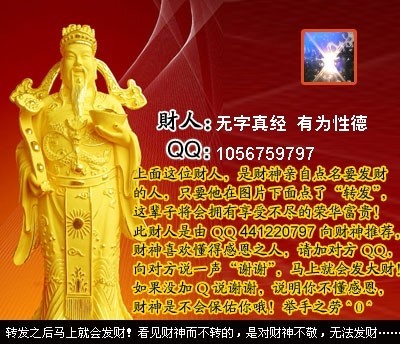 財人：无字真经 有为性德
QQ：1056759797
上面这位财人，是财神亲自点名要发财
的人，只要他在图片下面点了“转发”，
这辈子将会拥有享受不尽的荣华富贵！
此财人是由 QQ 441220797 向财神推荐，
财神喜欢懂得感恩之人，请加对方 QQ，
向对方说一声“谢谢”，马上就会发大财！
如果没加 Q 说谢谢，说明你不懂感恩，
财神是不会保佑你哦！举手之劳^0^
转发之后马上就会发财！看见财神而不转的，是对财神不敬，无法发财……